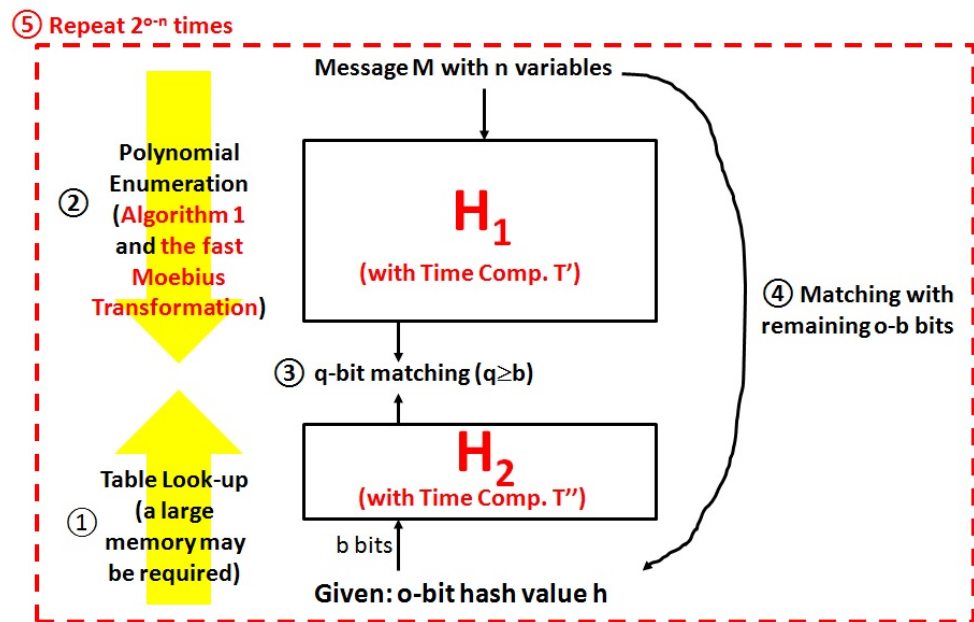 ⑤ Repeat 2ᵒ⁻ⁿ times
Message M with n variables
②
Polynomial
Enumeration
(Algorithm 1
and the fast
Moebius
Transformation)
H₁
(with Time Comp. T’)
④ Matching with
remaining o-b bits
③ q-bit matching (q≥b)
①
Table Look-up
(a large
memory may
be required)
H₂
(with Time Comp. T’’)
b bits
Given: o-bit hash value h